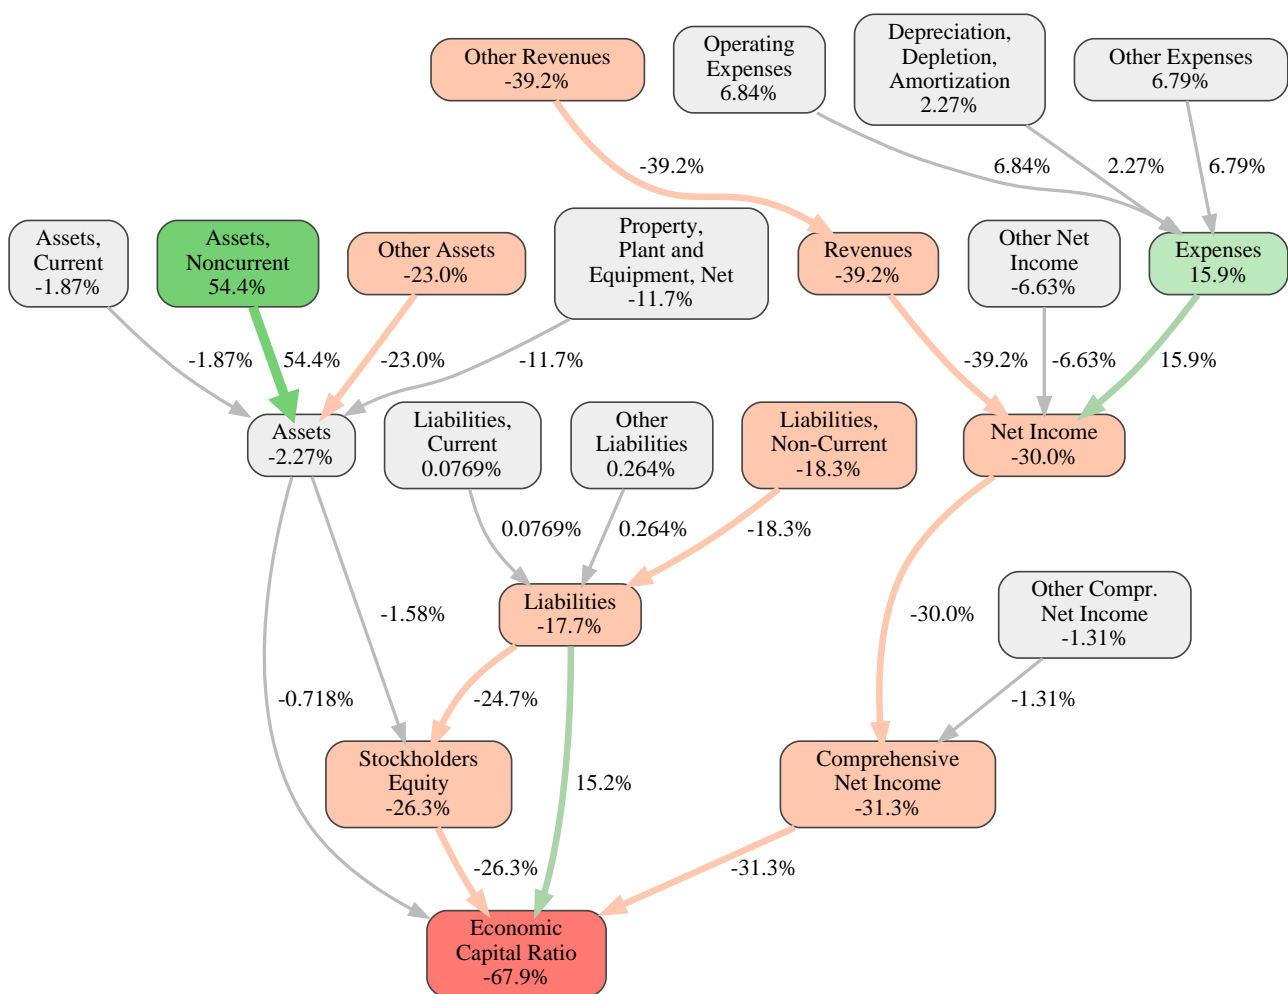 Other Revenues
-39.2%
Operating
Expenses
6.84%
Depreciation,
Depletion,
Amortization
2.27%
Other Expenses
6.79%
-39.2%
6.84%
2.27%
6.79%
Assets,
Current
-1.87%
Assets,
Noncurrent
54.4%
Other Assets
-23.0%
Property,
Plant and
Equipment, Net
-11.7%
Revenues
-39.2%
Other Net
Income
-6.63%
Expenses
15.9%
-1.87%
54.4%
-23.0%
-11.7%
-39.2%
-6.63%
15.9%
Assets
-2.27%
Liabilities,
Current
0.0769%
Other
Liabilities
0.264%
Liabilities,
Non-Current
-18.3%
Net Income
-30.0%
0.0769%
0.264%
-18.3%
Liabilities
-17.7%
-1.58%
-30.0%
Other Compr.
Net Income
-1.31%
-0.718%
-24.7%
-1.31%
Stockholders
Equity
-26.3%
15.2%
Comprehensive
Net Income
-31.3%
-26.3%
-31.3%
Economic
Capital Ratio
-67.9%